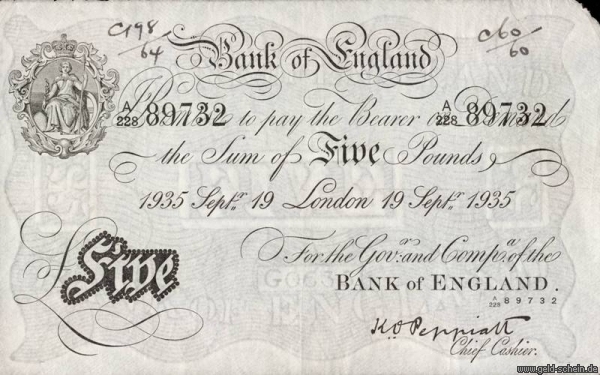 C198/64 C60/60
Bank of England
A/228 89732 A/228 89732
I Promise to pay the Bearer on Demand
the Sum of Five Pounds
1935 Septr. 19 London 19 Septr. 1935
For the Govr: and Compa. of the
BANK of ENGLAND.
A/228 89732
Five
K O Peppiatt
Chief Cashier.
www.geld-schein.de